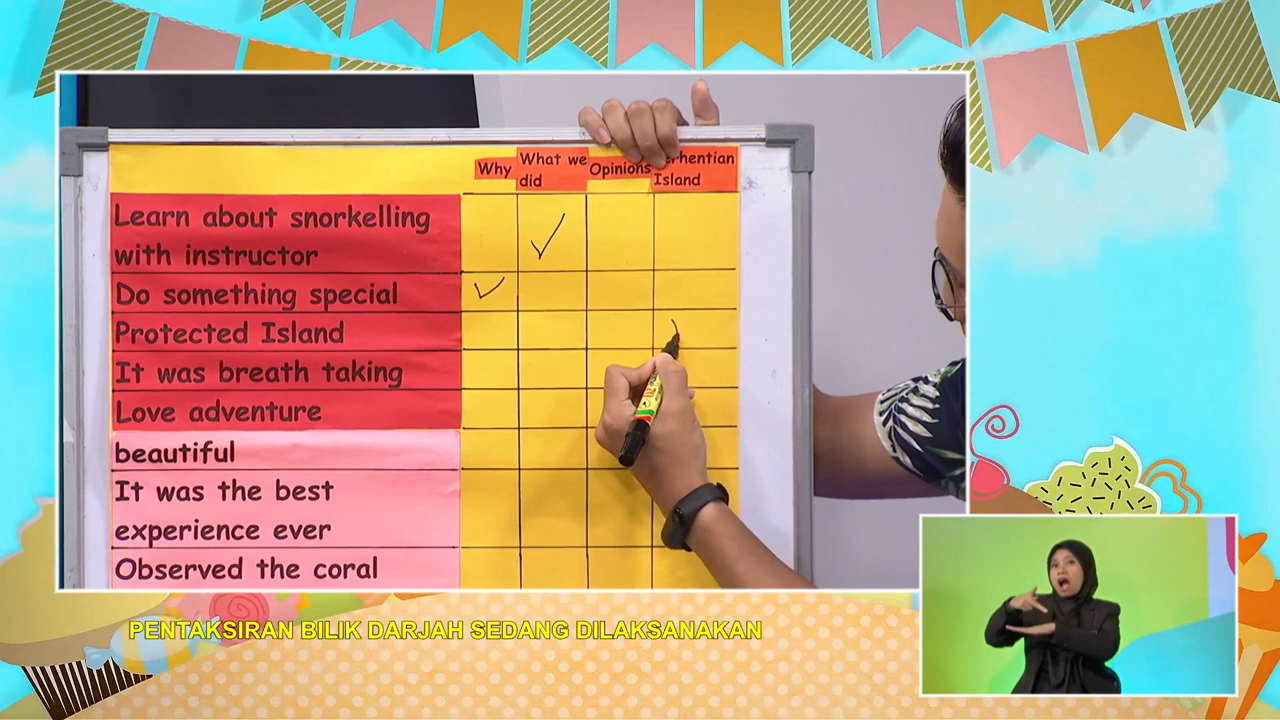 Why
What we
did
Opinions
Island
Learn about snorkelling
with instructor
Do something special
Protected Island
It was breath taking
Love adventure
beautiful
It was the best
experience ever
Observed the coral
PENTAKSIRAN BILIK DARJAH SEDANG DILAKSANAKAN